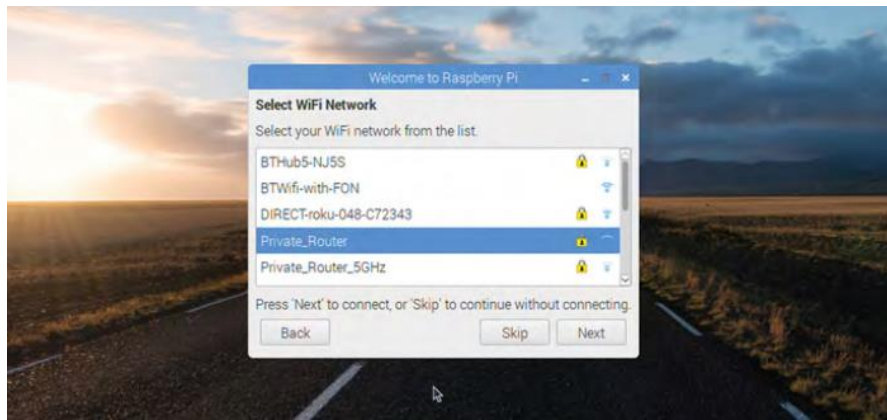 Welcome to Raspberry Pi
Select WiFi Network
Select your WiFi network from the list.
BTHub5-NJ5S
BTWifi-with-FON
DIRECT-roku-048-C72343
Private_Router
Private_Router_5GHz
Press 'Next' to connect, or 'Skip' to continue without connecting.
Back Skip Next